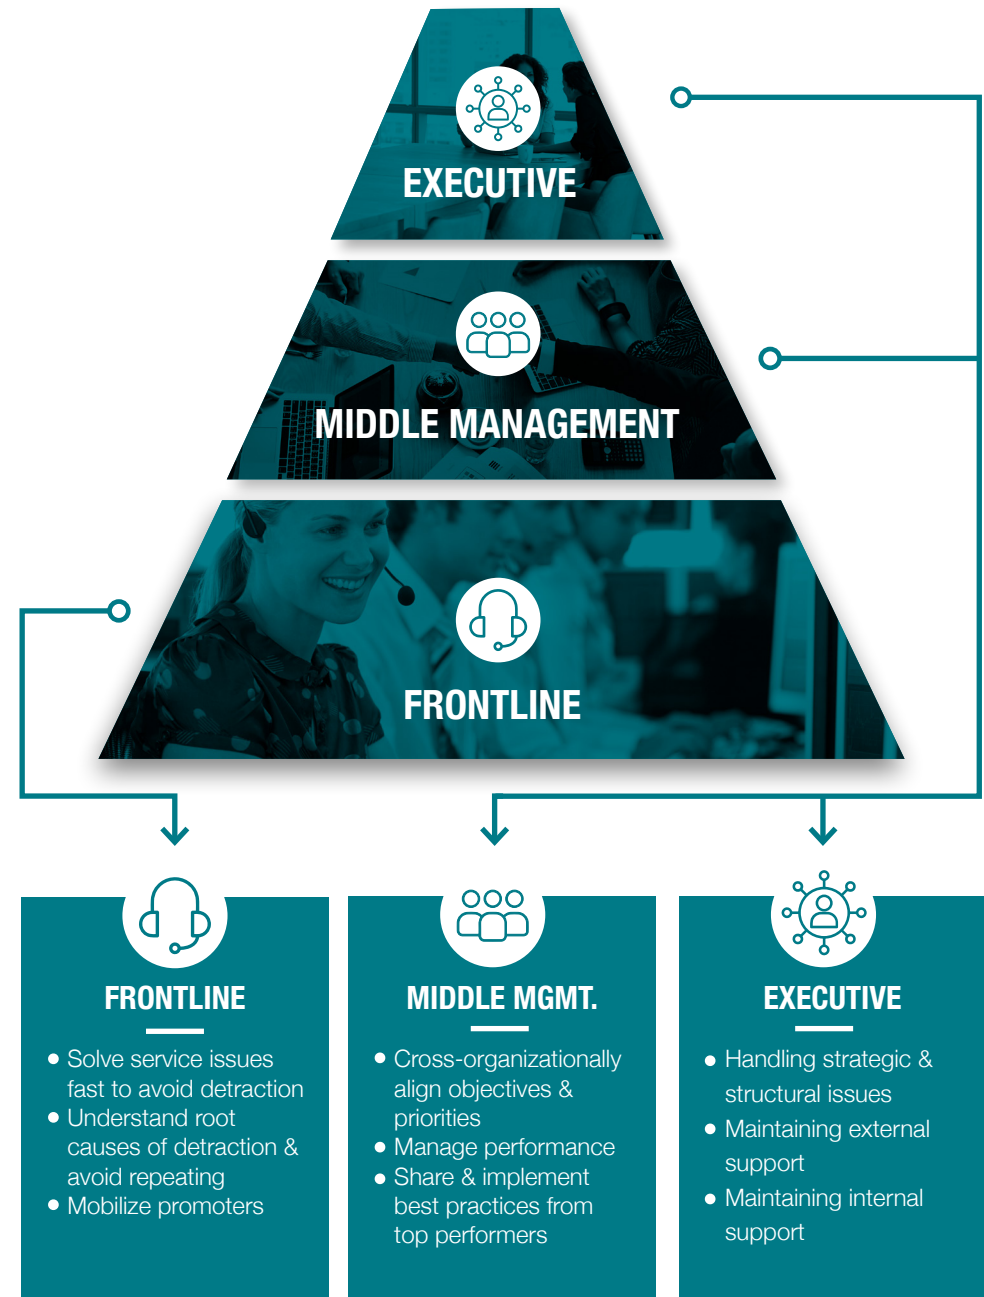 EXECUTIVE
MIDDLE MANAGEMENT
FRONTLINE
FRONTLINE
• Solve service issues
fast to avoid detraction
• Understand root
causes of detraction &
avoid repeating
• Mobilize promoters
MIDDLE MGMT.
• Cross-organizationally
align objectives &
priorities
• Manage performance
• Share & implement
best practices from
top performers
EXECUTIVE
• Handling strategic &
structural issues
• Maintaining external
support
• Maintaining internal
support